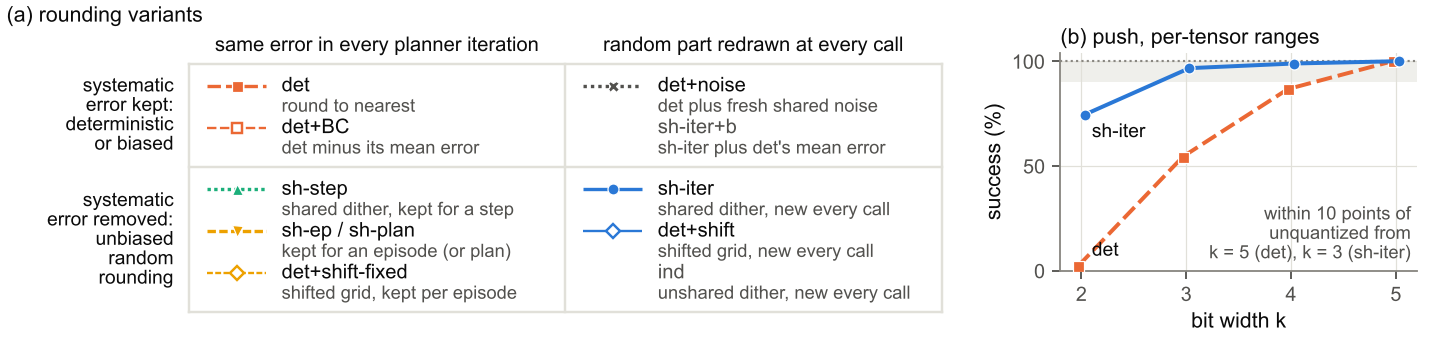 (a) rounding variants
same error in every planner iteration
random part redrawn at every call
systematic
error kept:
deterministic
or biased
det
round to nearest
det+BC
det minus its mean error
det+noise
det plus fresh shared noise
sh-iter+b
sh-iter plus det's mean error
systematic
error removed:
unbiased
random
rounding
sh-step
shared dither, kept for a step
sh-ep / sh-plan
kept for an episode (or plan)
det+shift-fixed
shifted grid, kept per episode
sh-iter
shared dither, new every call
det+shift
shifted grid, new every call
ind
unshared dither, new every call
(b) push, per-tensor ranges
success (%)
100
50
0
sh-iter
det
within 10 points of
unquantized from
k = 5 (det), k = 3 (sh-iter)
2 3 4 5
bit width k